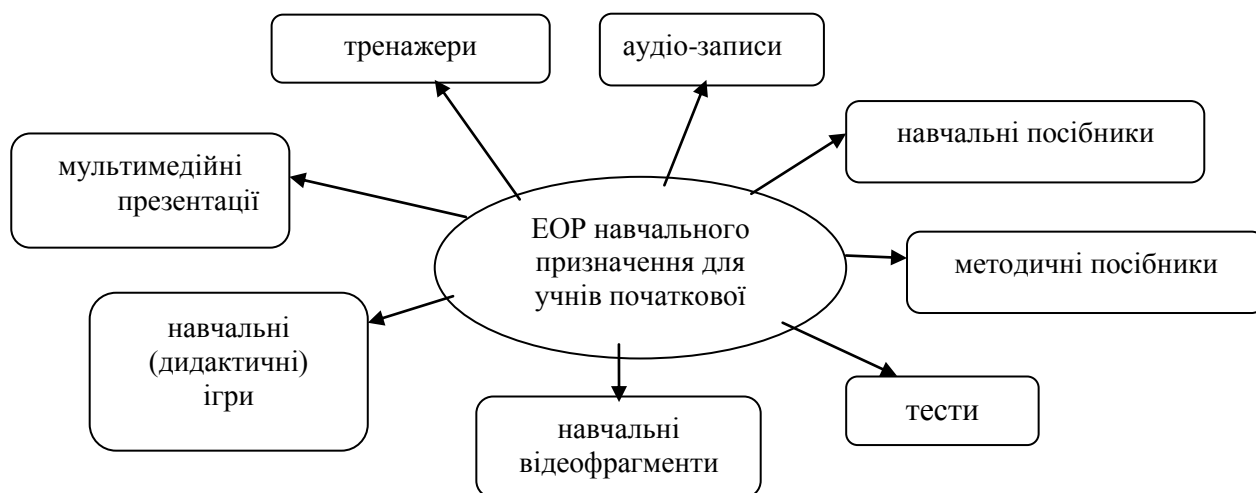 тренажери
аудіо-записи
навчальні посібники
мультимедійні
презентації
ЕОР навчального
призначення для
учнів початкової
методичні посібники
навчальні
(дидактичні)
ігри
тести
навчальні
відеофрагменти